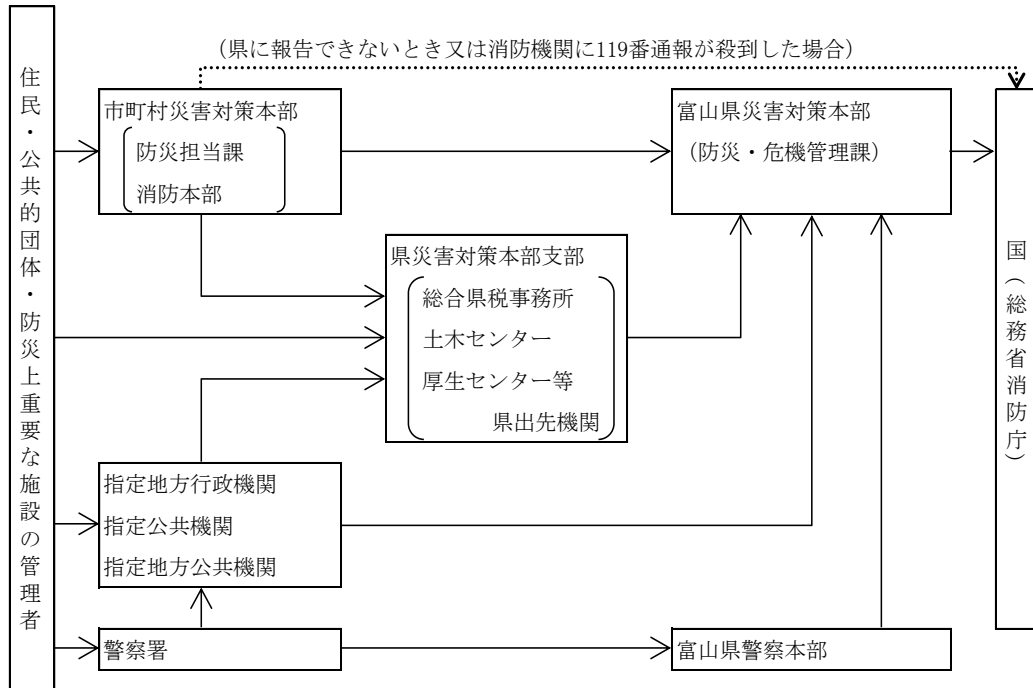 （県に報告できないとき又は消防機関に119番通報が殺到した場合）
住民・公共的団体・防災上重要な施設の管理者
市町村災害対策本部
防災担当課
消防本部
富山県災害対策本部
（防災・危機管理課）
県災害対策本部支部
総合県税事務所
土木センター
厚生センター等
県出先機関
国（総務省消防庁）
指定地方行政機関
指定公共機関
指定地方公共機関
警察署
富山県警察本部